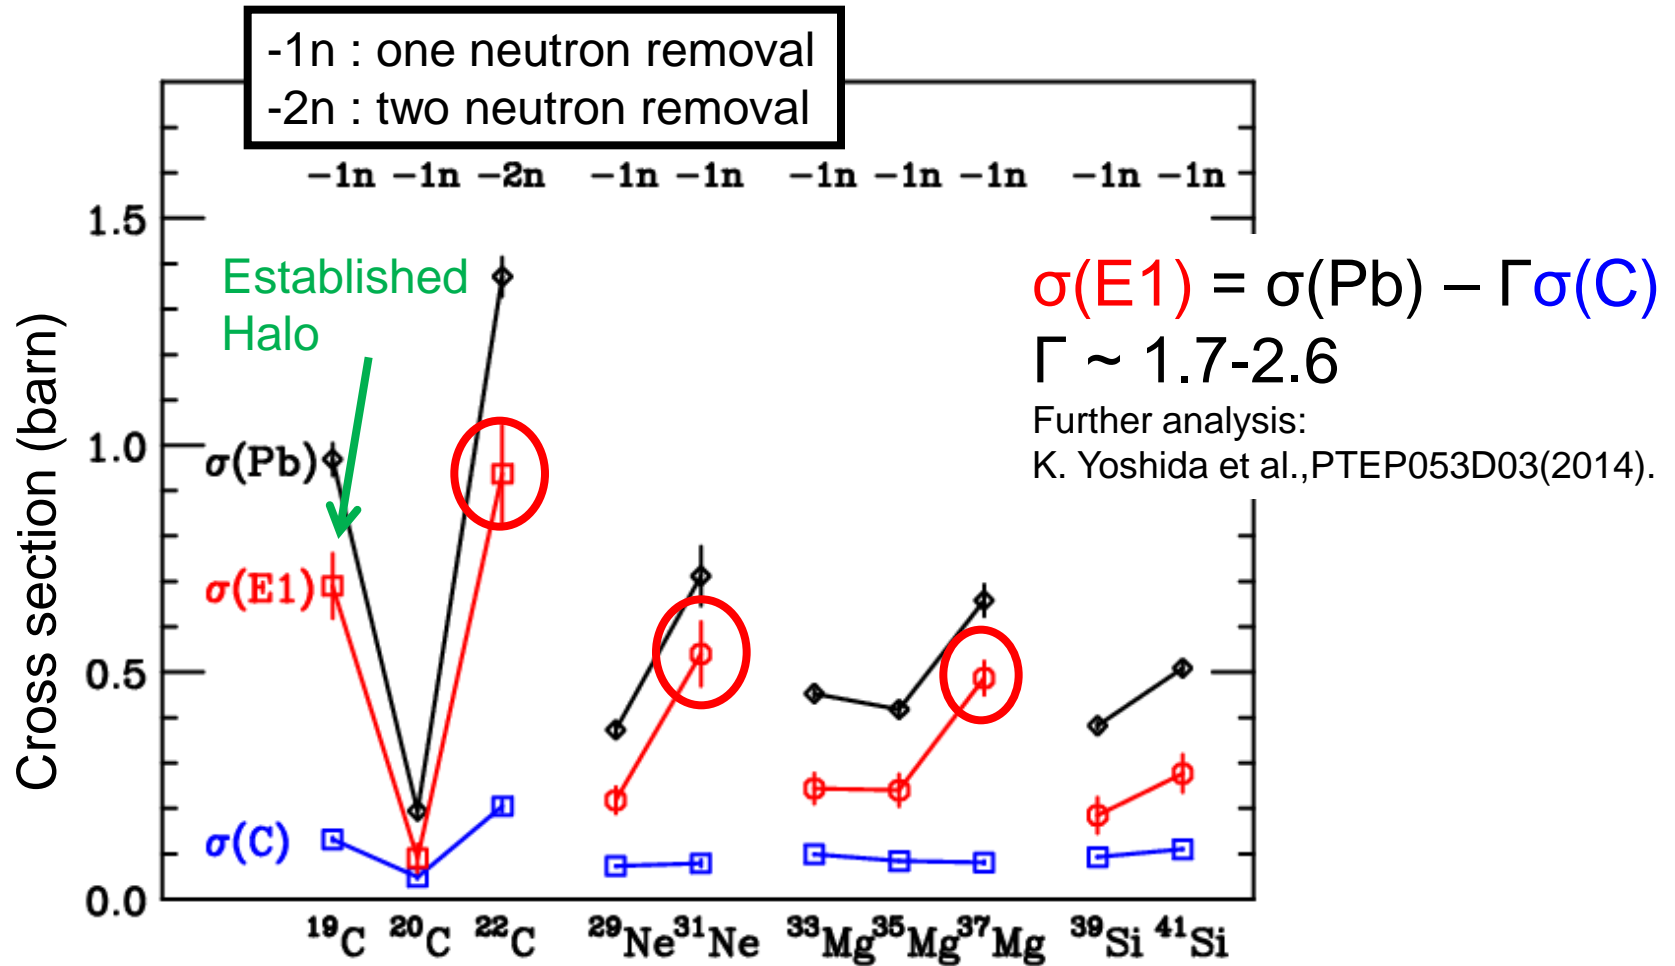 -1n : one neutron removal
-2n : two neutron removal
−1n −1n −2n −1n −1n −1n −1n −1n −1n −1n
1.5
1.0
0.5
0.0
Cross section (barn)
Established
Halo
σ(Pb)
σ(E1)
σ(C)
σ(E1) = σ(Pb) – Γσ(C)
Γ ~ 1.7-2.6
Further analysis:
K. Yoshida et al.,PTEP053D03(2014).
¹⁹C ²⁰C ²²C ²⁹Ne ³¹Ne ³³Mg ³⁵Mg ³⁷Mg ³⁹Si ⁴¹Si